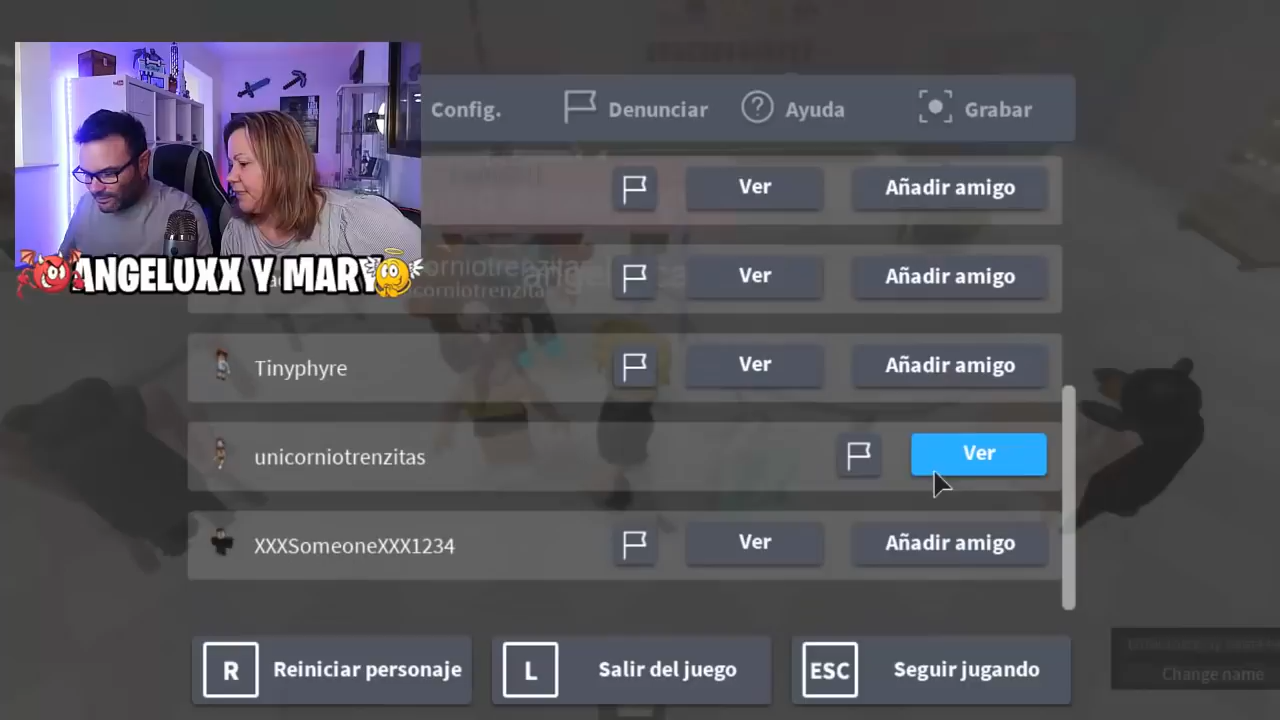 Config.
Denunciar
Ayuda
Grabar
Ver
Añadir amigo
ANGELUXX Y MARY
Ver
Añadir amigo
Tinyphyre
Ver
Añadir amigo
unicorniotrenzitas
Ver
XXXSomeoneXXX1234
Ver
Añadir amigo
R Reiniciar personaje
L Salir del juego
ESC Seguir jugando
Change name